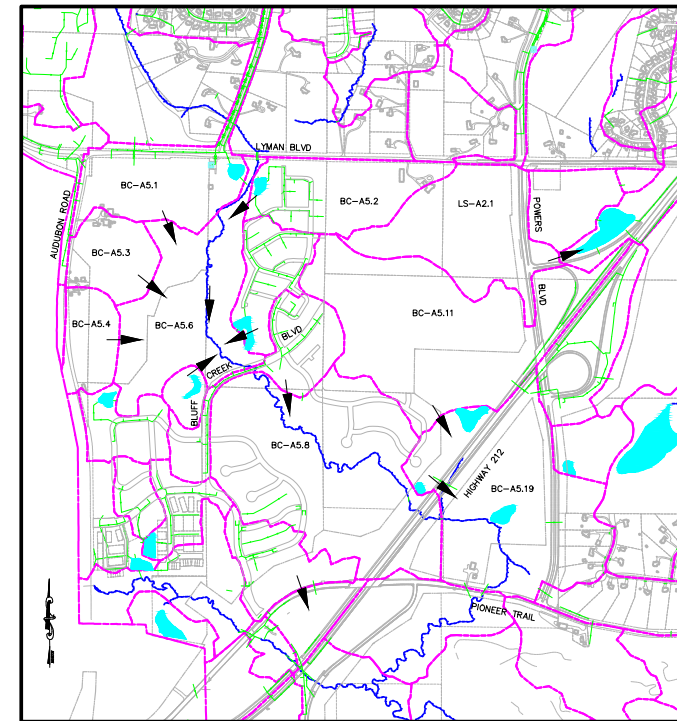 LYMAN BLVD
BC-A5.1
BC-A5.2
LS-A2.1
POWERS
BLVD
AUDUBON ROAD
BC-A5.3
BC-A5.4
BC-A5.6
BC-A5.11
BLUFF
CREEK
BLVD
BC-A5.8
HIGHWAY 212
BC-A5.19
PIONEER TRAIL